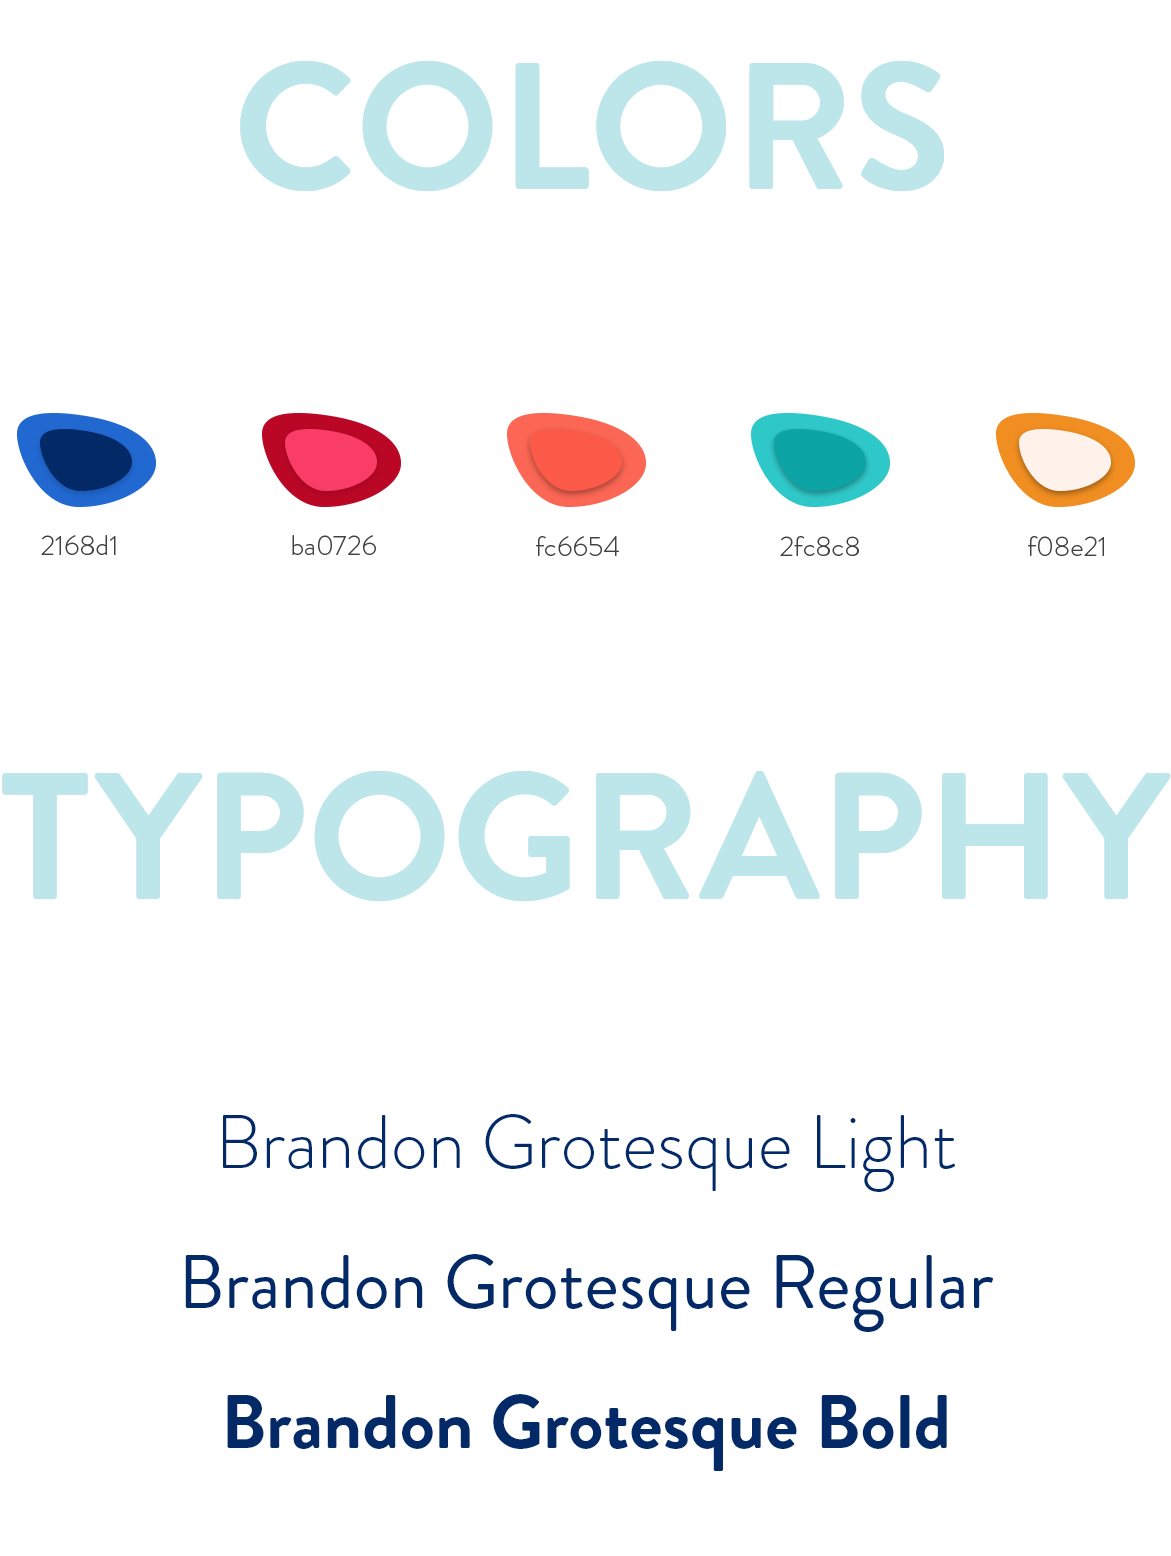 COLORS
2168d1 ba0726 fc6654 2fc8c8 f08e21
TYPOGRAPHY
Brandon Grotesque Light
Brandon Grotesque Regular
Brandon Grotesque Bold